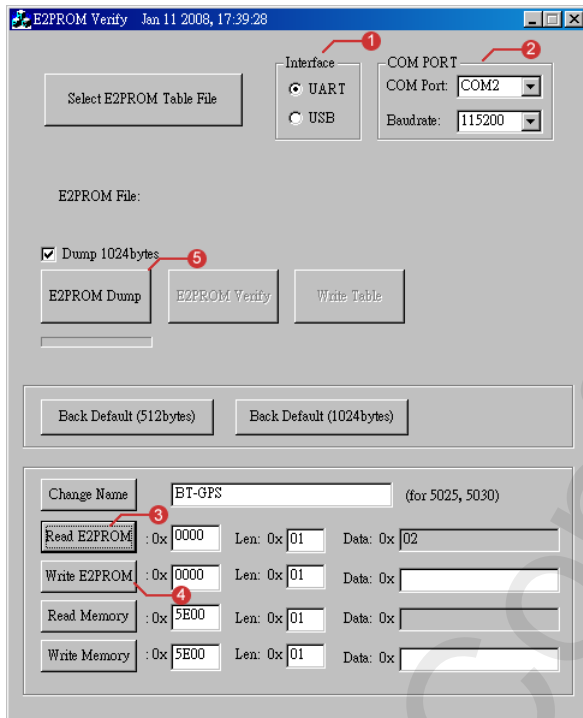 E2PROM Verify Jan 11 2008, 17:39:28
1
2
Interface
COM PORT
Select E2PROM Table File
UART
COM Port: COM2
USB
Baudrate: 115200
E2PROM File:
Dump 1024bytes
5
E2PROM Dump
E2PROM Verify
Write Table
Back Default (512bytes)
Back Default (1024bytes)
Change Name BT-GPS (for 5025, 5030)
3
Read E2PROM : 0x 0000 Len: 0x 01 Data: 0x 02
Write E2PROM : 0x 0000 Len: 0x 01 Data: 0x
4
Read Memory : 0x 5E00 Len: 0x 01 Data: 0x
Write Memory : 0x 5E00 Len: 0x 01 Data: 0x